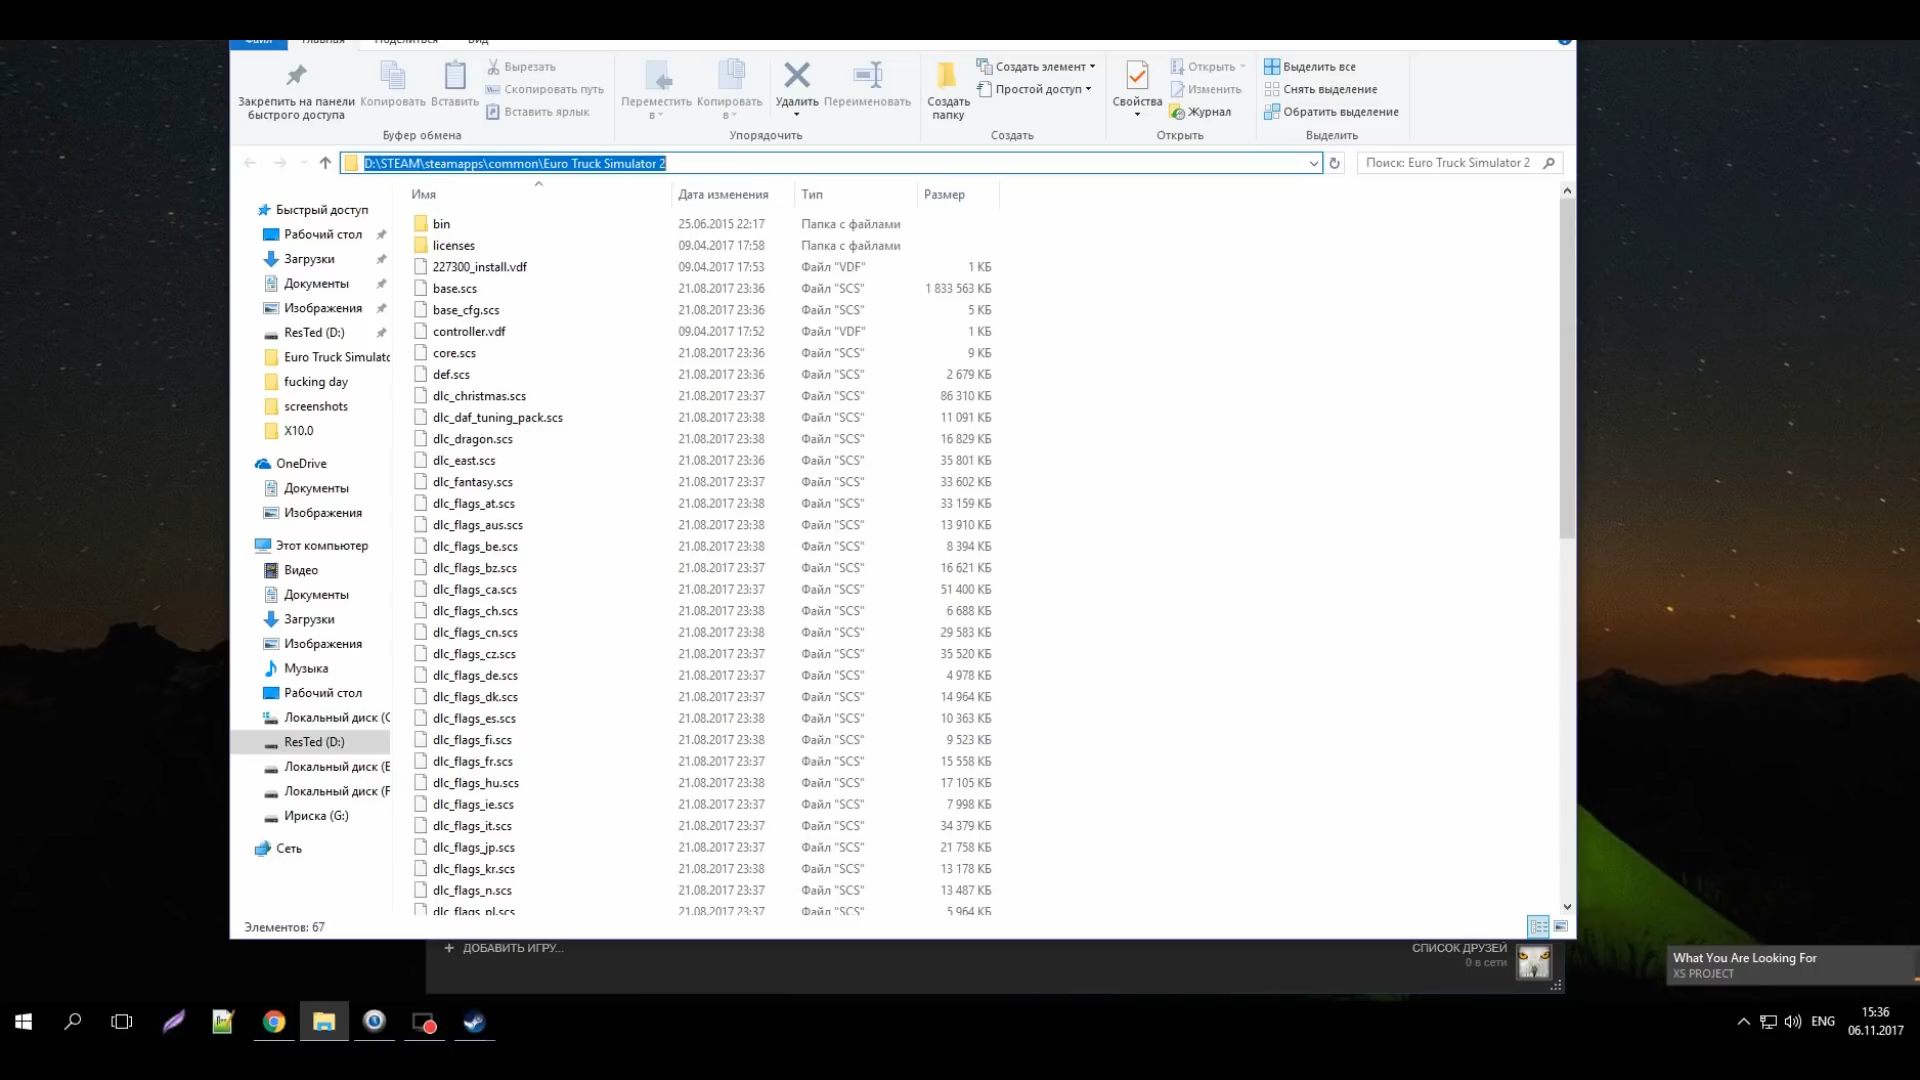 Файл Главная Поделиться Вид
Закрепить на панели быстрого доступа
Копировать
Вставить
Вырезать
Скопировать путь
Вставить ярлык
Буфер обмена
Переместить в
Копировать в
Удалить
Переименовать
Упорядочить
Создать папку
Создать элемент
Простой доступ
Создать
Свойства
Открыть
Изменить
Журнал
Открыть
Выделить все
Снять выделение
Обратить выделение
Выделить
D:\STEAM\steamapps\common\Euro Truck Simulator 2
Поиск: Euro Truck Simulator 2
Быстрый доступ
Рабочий стол
Загрузки
Документы
Изображения
ResTed (D:)
Euro Truck Simulato
fucking day
screenshots
X10.0
OneDrive
Документы
Изображения
Этот компьютер
Видео
Документы
Загрузки
Изображения
Музыка
Рабочий стол
Локальный диск (C
ResTed (D:)
Локальный диск (E
Локальный диск (F
Ириска (G:)
Сеть
Имя Дата изменения Тип Размер
bin 25.06.2015 22:17 Папка с файлами
licenses 09.04.2017 17:58 Папка с файлами
227300_install.vdf 09.04.2017 17:53 Файл "VDF" 1 КБ
base.scs 21.08.2017 23:36 Файл "SCS" 1 833 563 КБ
base_cfg.scs 21.08.2017 23:36 Файл "SCS" 5 КБ
controller.vdf 09.04.2017 17:52 Файл "VDF" 1 КБ
core.scs 21.08.2017 23:36 Файл "SCS" 9 КБ
def.scs 21.08.2017 23:36 Файл "SCS" 2 679 КБ
dlc_christmas.scs 21.08.2017 23:37 Файл "SCS" 86 310 КБ
dlc_daf_tuning_pack.scs 21.08.2017 23:38 Файл "SCS" 11 091 КБ
dlc_dragon.scs 21.08.2017 23:38 Файл "SCS" 16 829 КБ
dlc_east.scs 21.08.2017 23:36 Файл "SCS" 35 801 КБ
dlc_fantasy.scs 21.08.2017 23:37 Файл "SCS" 33 602 КБ
dlc_flags_at.scs 21.08.2017 23:38 Файл "SCS" 33 159 КБ
dlc_flags_aus.scs 21.08.2017 23:38 Файл "SCS" 13 910 КБ
dlc_flags_be.scs 21.08.2017 23:38 Файл "SCS" 8 394 КБ
dlc_flags_bz.scs 21.08.2017 23:38 Файл "SCS" 16 621 КБ
dlc_flags_ca.scs 21.08.2017 23:37 Файл "SCS" 51 400 КБ
dlc_flags_ch.scs 21.08.2017 23:38 Файл "SCS" 6 688 КБ
dlc_flags_cn.scs 21.08.2017 23:38 Файл "SCS" 29 583 КБ
dlc_flags_cz.scs 21.08.2017 23:37 Файл "SCS" 35 520 КБ
dlc_flags_de.scs 21.08.2017 23:37 Файл "SCS" 4 978 КБ
dlc_flags_dk.scs 21.08.2017 23:37 Файл "SCS" 14 964 КБ
dlc_flags_es.scs 21.08.2017 23:38 Файл "SCS" 10 363 КБ
dlc_flags_fi.scs 21.08.2017 23:38 Файл "SCS" 9 523 КБ
dlc_flags_fr.scs 21.08.2017 23:37 Файл "SCS" 15 558 КБ
dlc_flags_hu.scs 21.08.2017 23:38 Файл "SCS" 17 105 КБ
dlc_flags_ie.scs 21.08.2017 23:37 Файл "SCS" 7 998 КБ
dlc_flags_it.scs 21.08.2017 23:37 Файл "SCS" 34 379 КБ
dlc_flags_jp.scs 21.08.2017 23:37 Файл "SCS" 21 758 КБ
dlc_flags_kr.scs 21.08.2017 23:38 Файл "SCS" 13 178 КБ
dlc_flags_n.scs 21.08.2017 23:37 Файл "SCS" 13 487 КБ
dlc_flags_pl.scs 21.08.2017 23:37 Файл "SCS" 5 964 КБ
Элементов: 67
+ ДОБАВИТЬ ИГРУ...
СПИСОК ДРУЗЕЙ
0 в сети
What You Are Looking For
XS PROJECT
ENG
15:36
06.11.2017